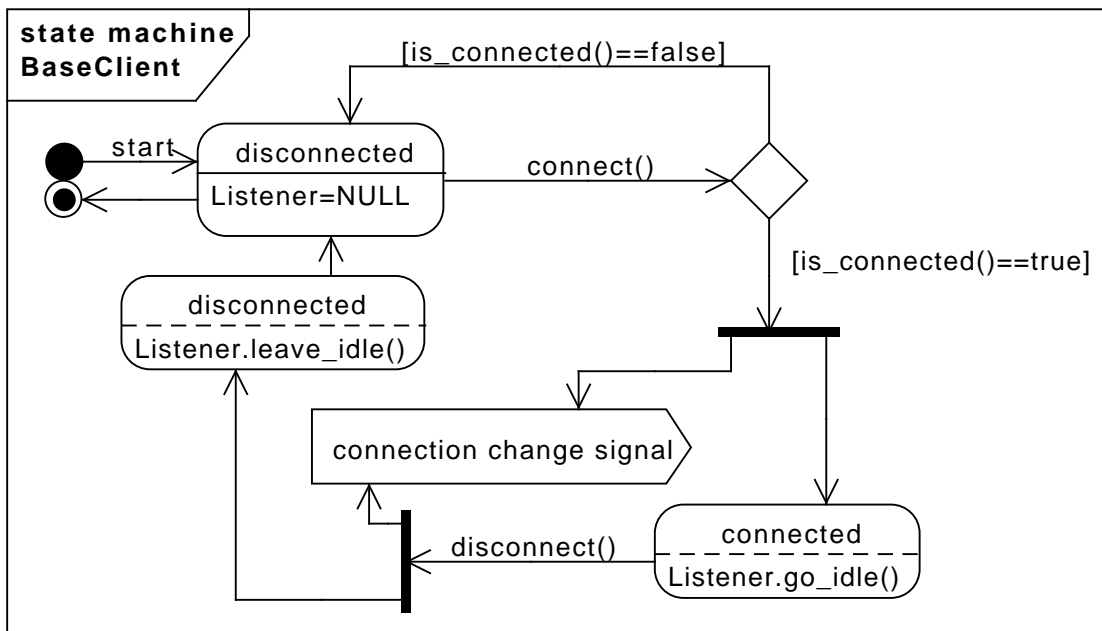 state machine
BaseClient
[is_connected()==false]
start
disconnected
connect()
Listener=NULL
[is_connected()==true]
disconnected
Listener.leave_idle()
connection change signal
connected
disconnect()
Listener.go_idle()